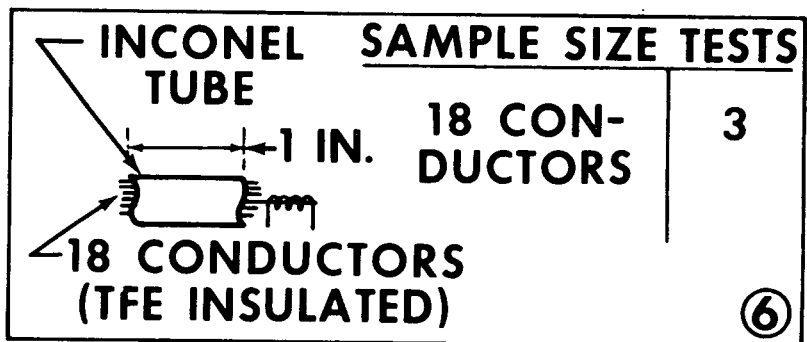 INCONEL
TUBE
SAMPLE SIZE TESTS
18 CON-
DUCTORS
3
1 IN.
18 CONDUCTORS
(TFE INSULATED)
6